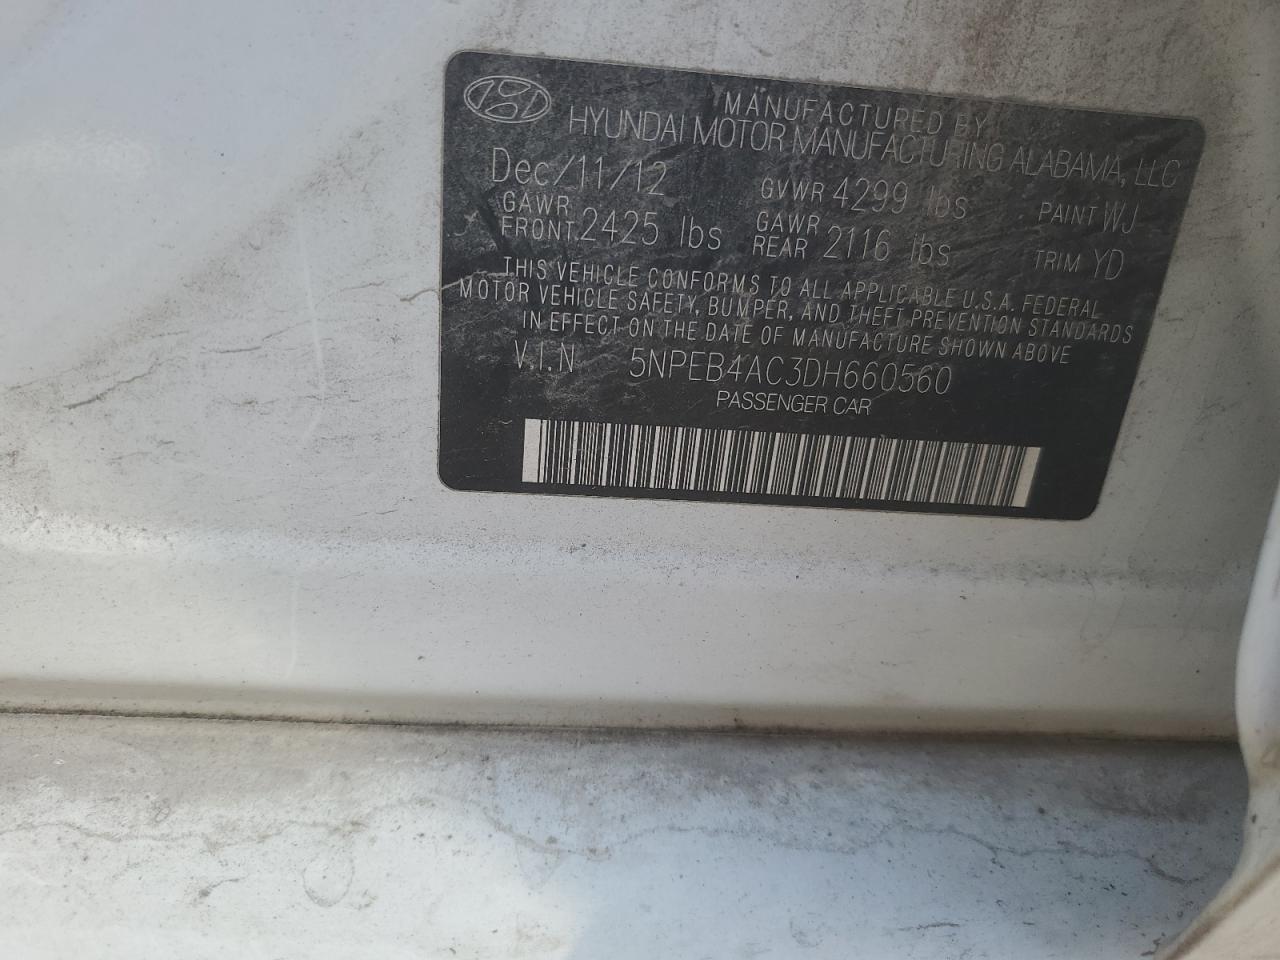 MANUFACTURED BY
HYUNDAI MOTOR MANUFACTURING ALABAMA, LLC
Dec/11/12 GVWR 4299 lbs PAINT WJ
GAWR FRONT 2425 lbs GAWR REAR 2116 lbs TRIM YD
THIS VEHICLE CONFORMS TO ALL APPLICABLE U.S.A. FEDERAL
MOTOR VEHICLE SAFETY, BUMPER, AND THEFT PREVENTION STANDARDS
IN EFFECT ON THE DATE OF MANUFACTURE SHOWN ABOVE
V.I.N 5NPEB4AC3DH660560
PASSENGER CAR